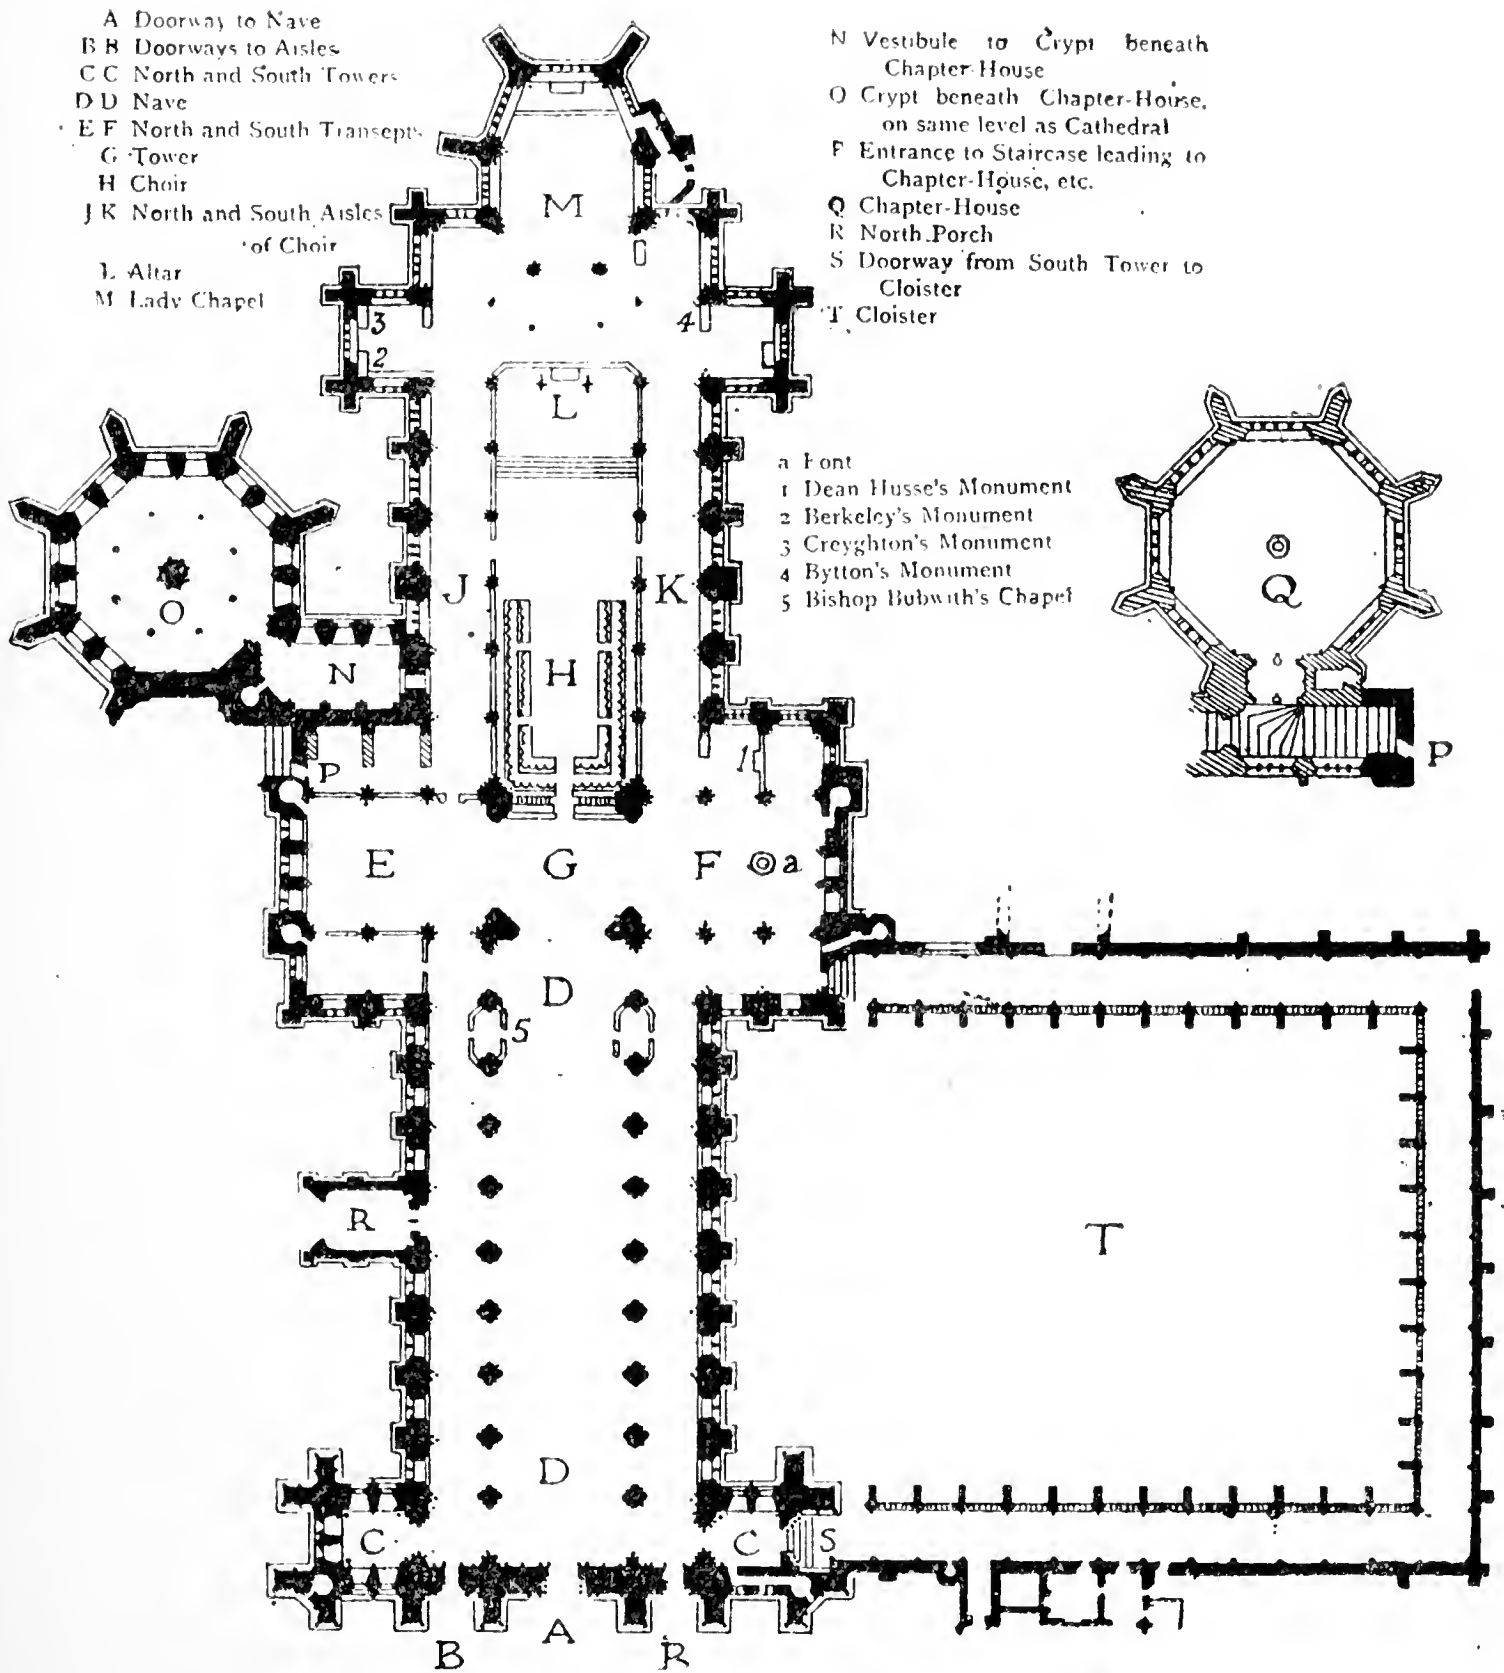 A Doorway to Nave
B B Doorways to Aisles
C C North and South Towers
D D Nave
E F North and South Transepts
G Tower
H Choir
J K North and South Aisles
of Choir
L Altar
M Lady Chapel
N Vestibule to Crypt beneath
Chapter-House
O Crypt beneath Chapter-House,
on same level as Cathedral
P Entrance to Staircase leading to
Chapter-House, etc.
Q Chapter-House
R North Porch
S Doorway from South Tower to
Cloister
T Cloister
a Font
1 Dean Husse's Monument
2 Berkeley's Monument
3 Creyghton's Monument
4 Bytton's Monument
5 Bishop Bubwith's Chapel
M
3
4
2
L
J
K
O
Q
N
H
P
1
P
E
G
F
a
D
5
R
T
D
C
C
S
A
B
B